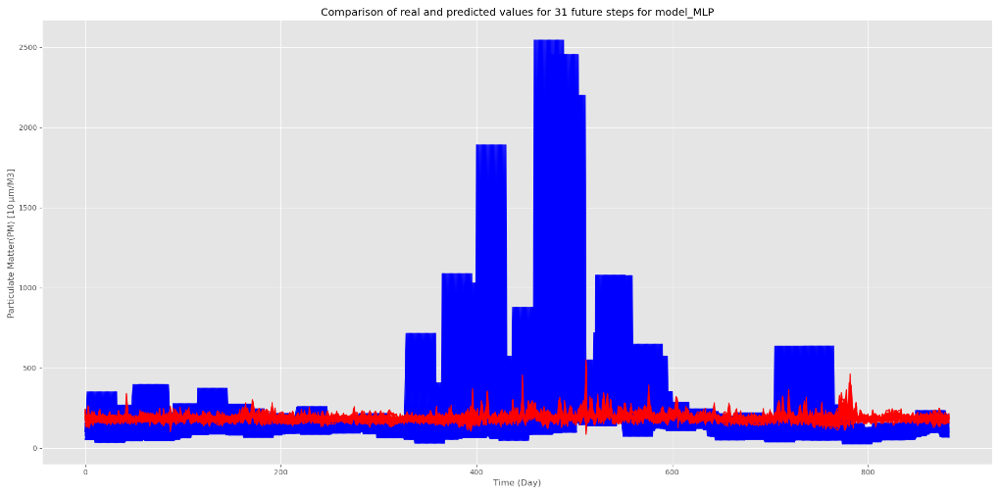 Comparison of real and predicted values for 31 future steps for model_MLP
2500
2000
1500
1000
500
0
Particulate Matter(PM) [10 µm/M3]
0 200 400 600 800
Time (Day)